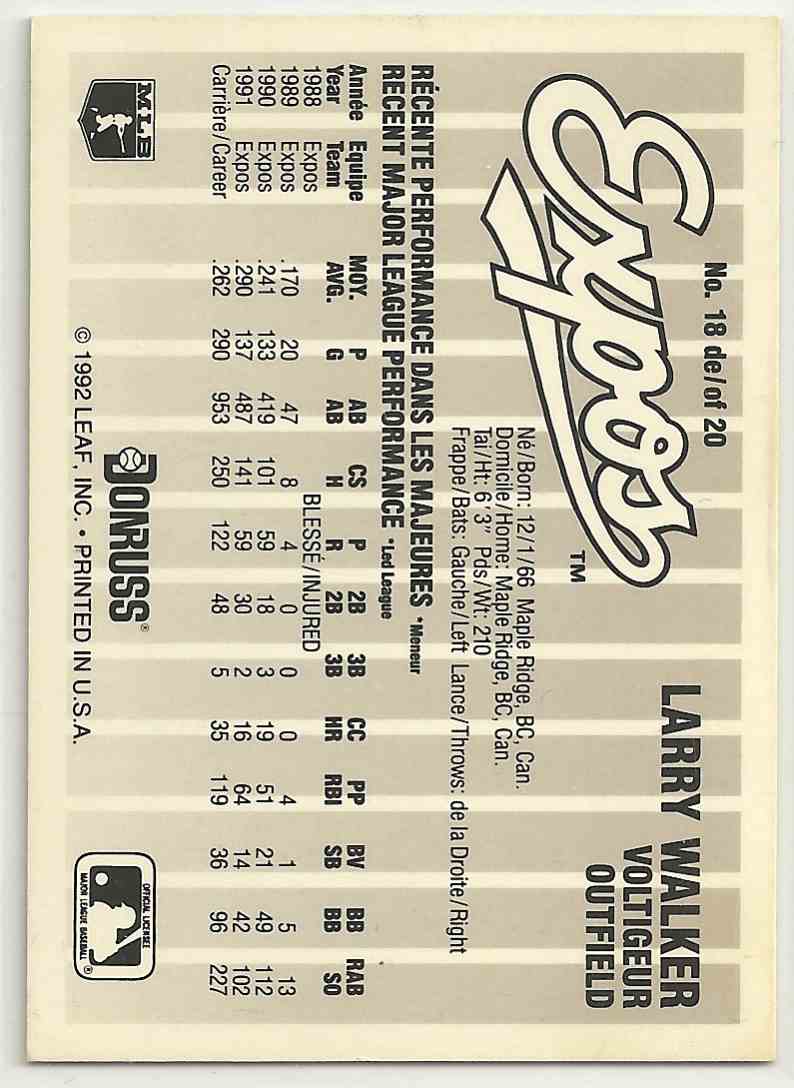 No. 18 de/of 20
Expos TM
LARRY WALKER
VOLTIGEUR
OUTFIELD
Né/Born: 12/1/66 Maple Ridge, BC, Can.
Domicile/Home: Maple Ridge, BC, Can.
Tai/Ht: 6'3" Pds/Wt: 210
Frappe/Bats: Gauche/Left Lance/Throws: de la Droite/Right
RÉCENTE PERFORMANCE DANS LES MAJEURES *Meneur
RECENT MAJOR LEAGUE PERFORMANCE *Led League
Année Equipe MOY. P AB CS P 2B 3B CC PP BV BB RAB
Year Team AVG. G AB H R 2B 3B HR RBI SB BB SO
1988 Expos BLESSÉ/INJURED
1989 Expos .170 20 47 8 4 0 0 0 4 1 5 13
1990 Expos .241 133 419 101 59 18 3 19 51 21 49 112
1991 Expos .290 137 487 141 59 30 2 16 64 14 42 102
Carrière/Career .262 290 953 250 122 48 5 35 119 36 96 227
MLB
DONRUSS®
© 1992 LEAF, INC. • PRINTED IN U.S.A.
OFFICIAL LICENSEE
MAJOR LEAGUE BASEBALL ®